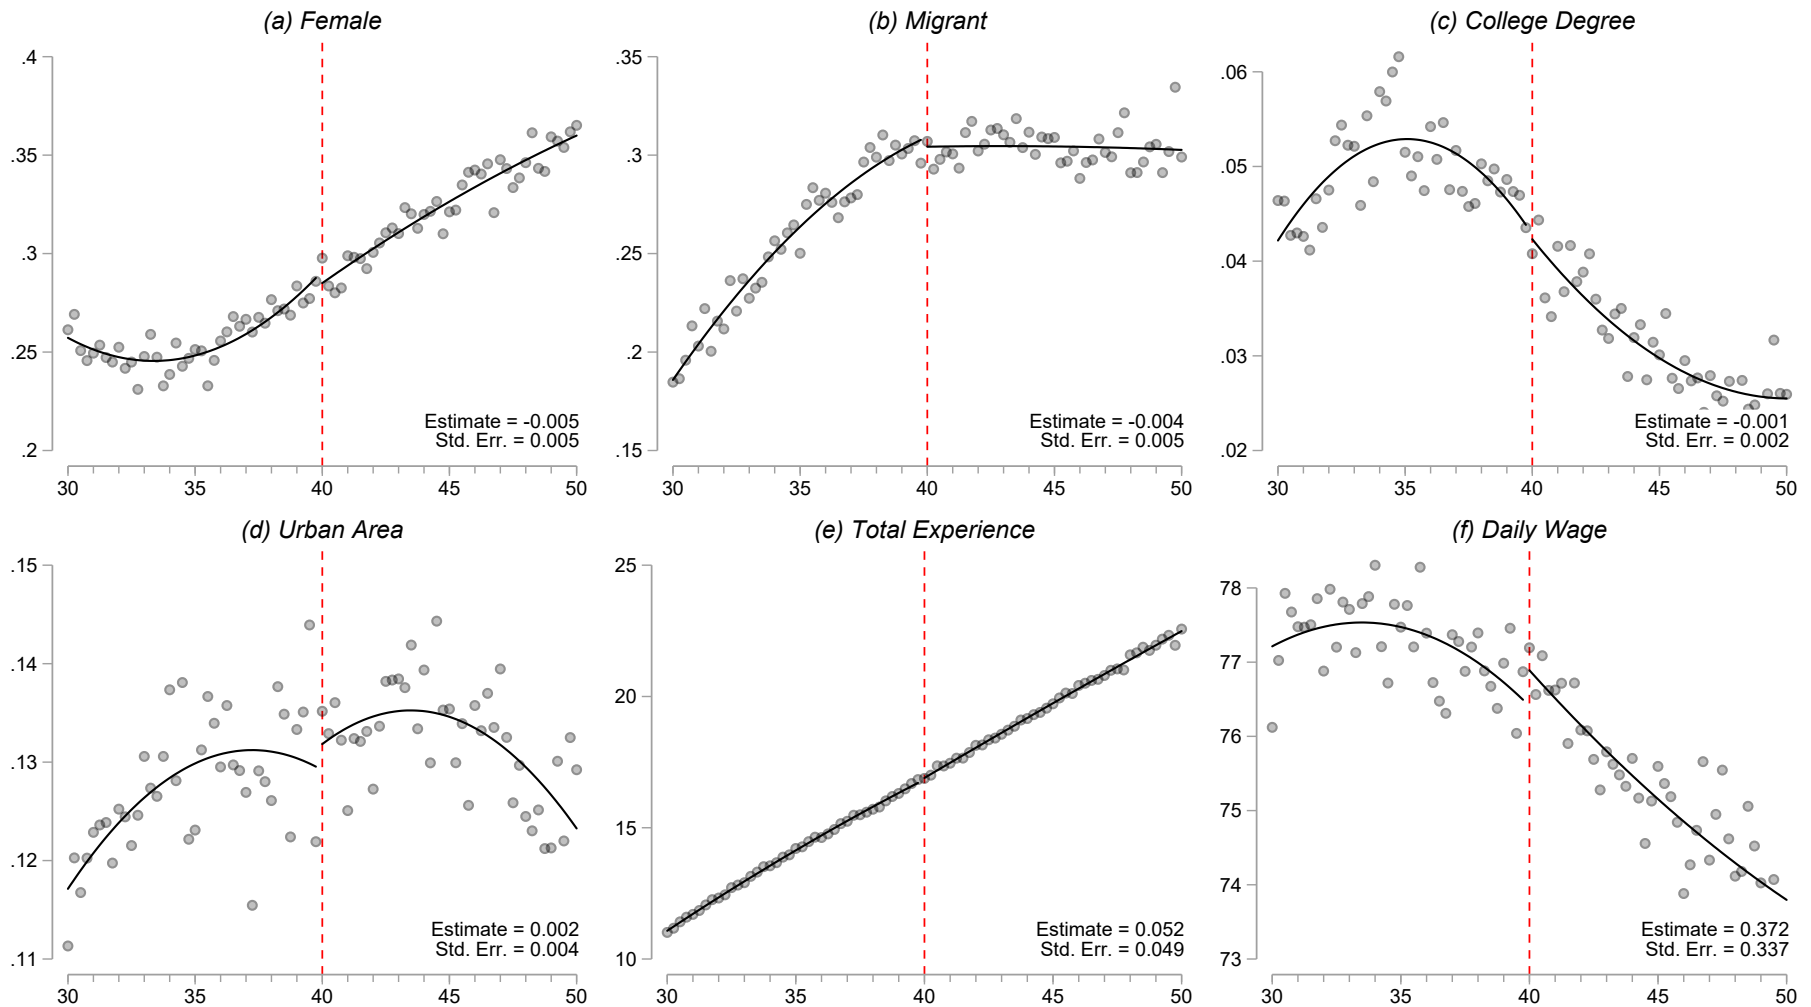 (a) Female
.4
.35
.3
.25
.2
Estimate = -0.005
Std. Err. = 0.005
30 35 40 45 50
(b) Migrant
.35
.3
.25
.2
.15
Estimate = -0.004
Std. Err. = 0.005
30 35 40 45 50
(c) College Degree
.06
.05
.04
.03
.02
Estimate = -0.001
Std. Err. = 0.002
30 35 40 45 50
(d) Urban Area
.15
.14
.13
.12
.11
Estimate = 0.002
Std. Err. = 0.004
30 35 40 45 50
(e) Total Experience
25
20
15
10
Estimate = 0.052
Std. Err. = 0.049
30 35 40 45 50
(f) Daily Wage
78
77
76
75
74
73
Estimate = 0.372
Std. Err. = 0.337
30 35 40 45 50